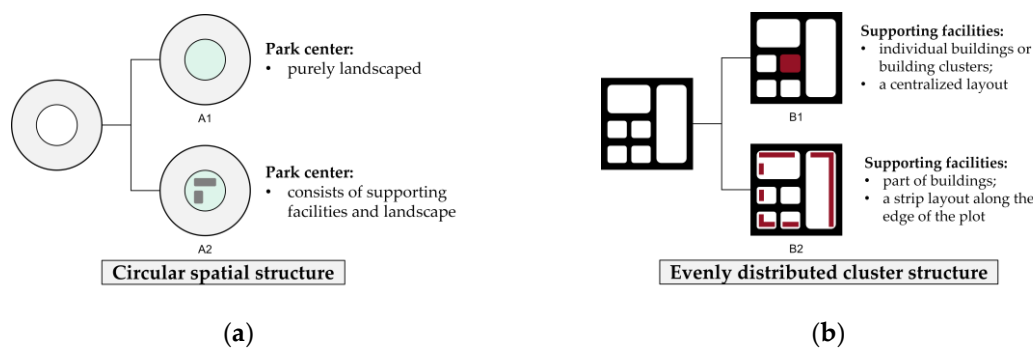 Park center:
• purely landscaped
A1
Park center:
• consists of supporting
facilities and landscape
A2
Circular spatial structure
(a)
Supporting facilities:
• individual buildings or
building clusters;
• a centralized layout
B1
Supporting facilities:
• part of buildings;
• a strip layout along the
edge of the plot
B2
Evenly distributed cluster structure
(b)